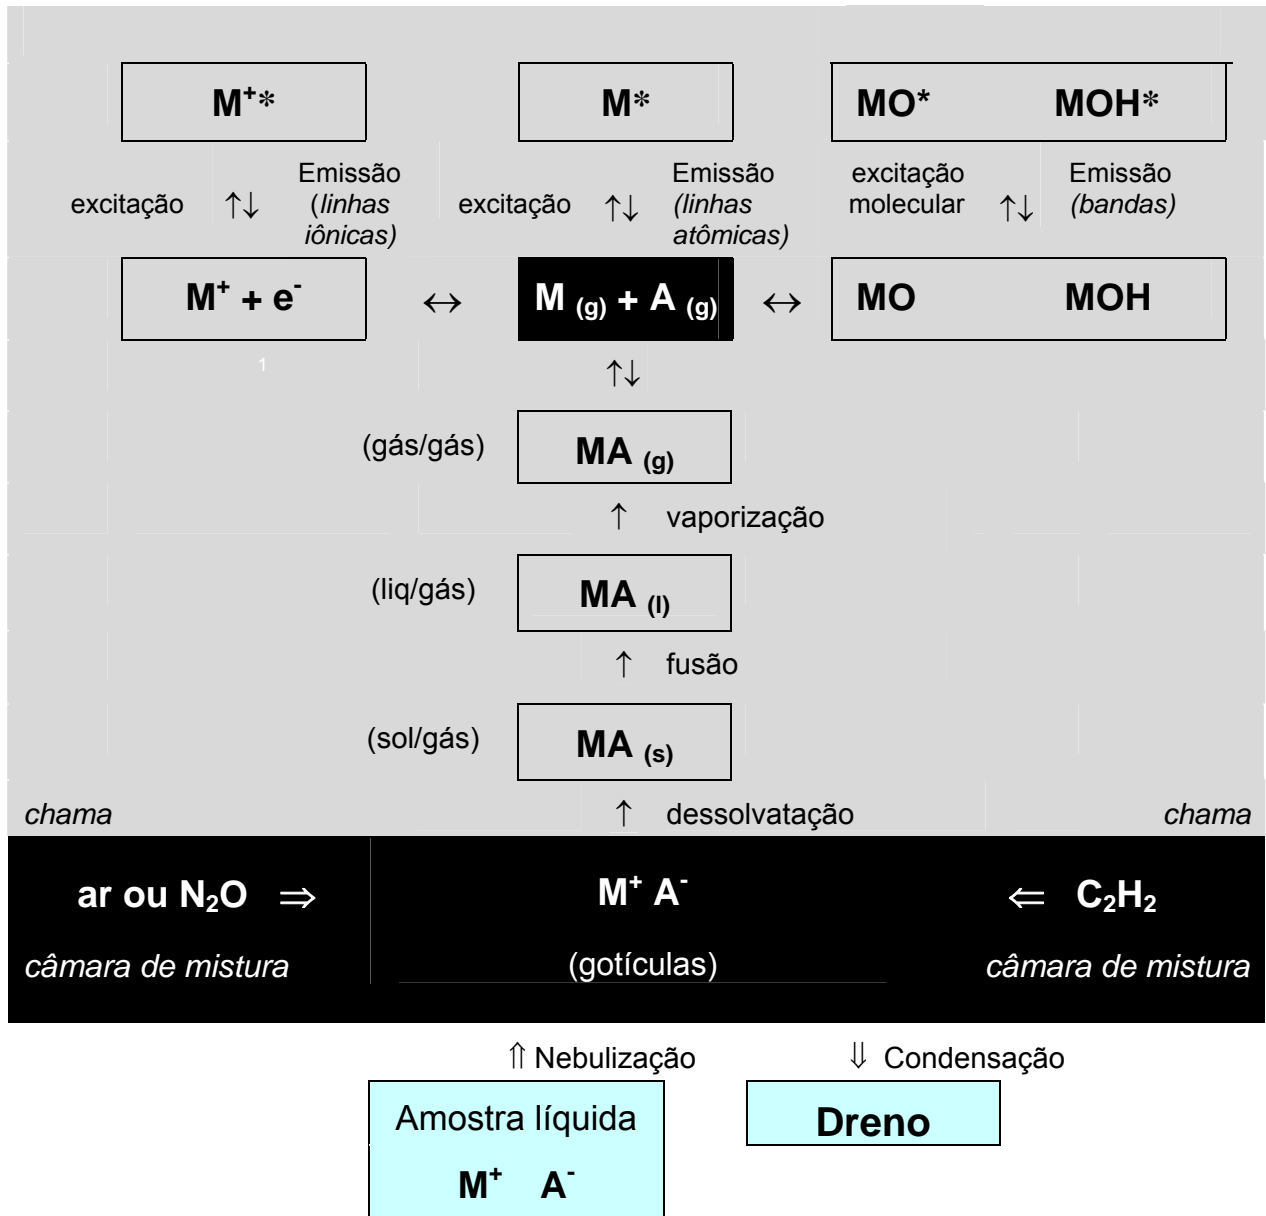 M⁺* M* MO* MOH*
excitação ↑↓ Emissão (linhas iônicas) excitação ↑↓ Emissão (linhas atômicas) excitação molecular ↑↓ Emissão (bandas)
M⁺ + e⁻ ↔ M (g) + A (g) ↔ MO MOH
1 ↑↓
(gás/gás) MA (g)
↑ vaporização
(liq/gás) MA (l)
↑ fusão
(sol/gás) MA (s)
chama ↑ dessolvatação chama
ar ou N₂O ⇒ M⁺ A⁻ ⇐ C₂H₂
câmara de mistura (gotículas) câmara de mistura
⇑ Nebulização ⇓ Condensação
Amostra líquida Dreno
M⁺ A⁻